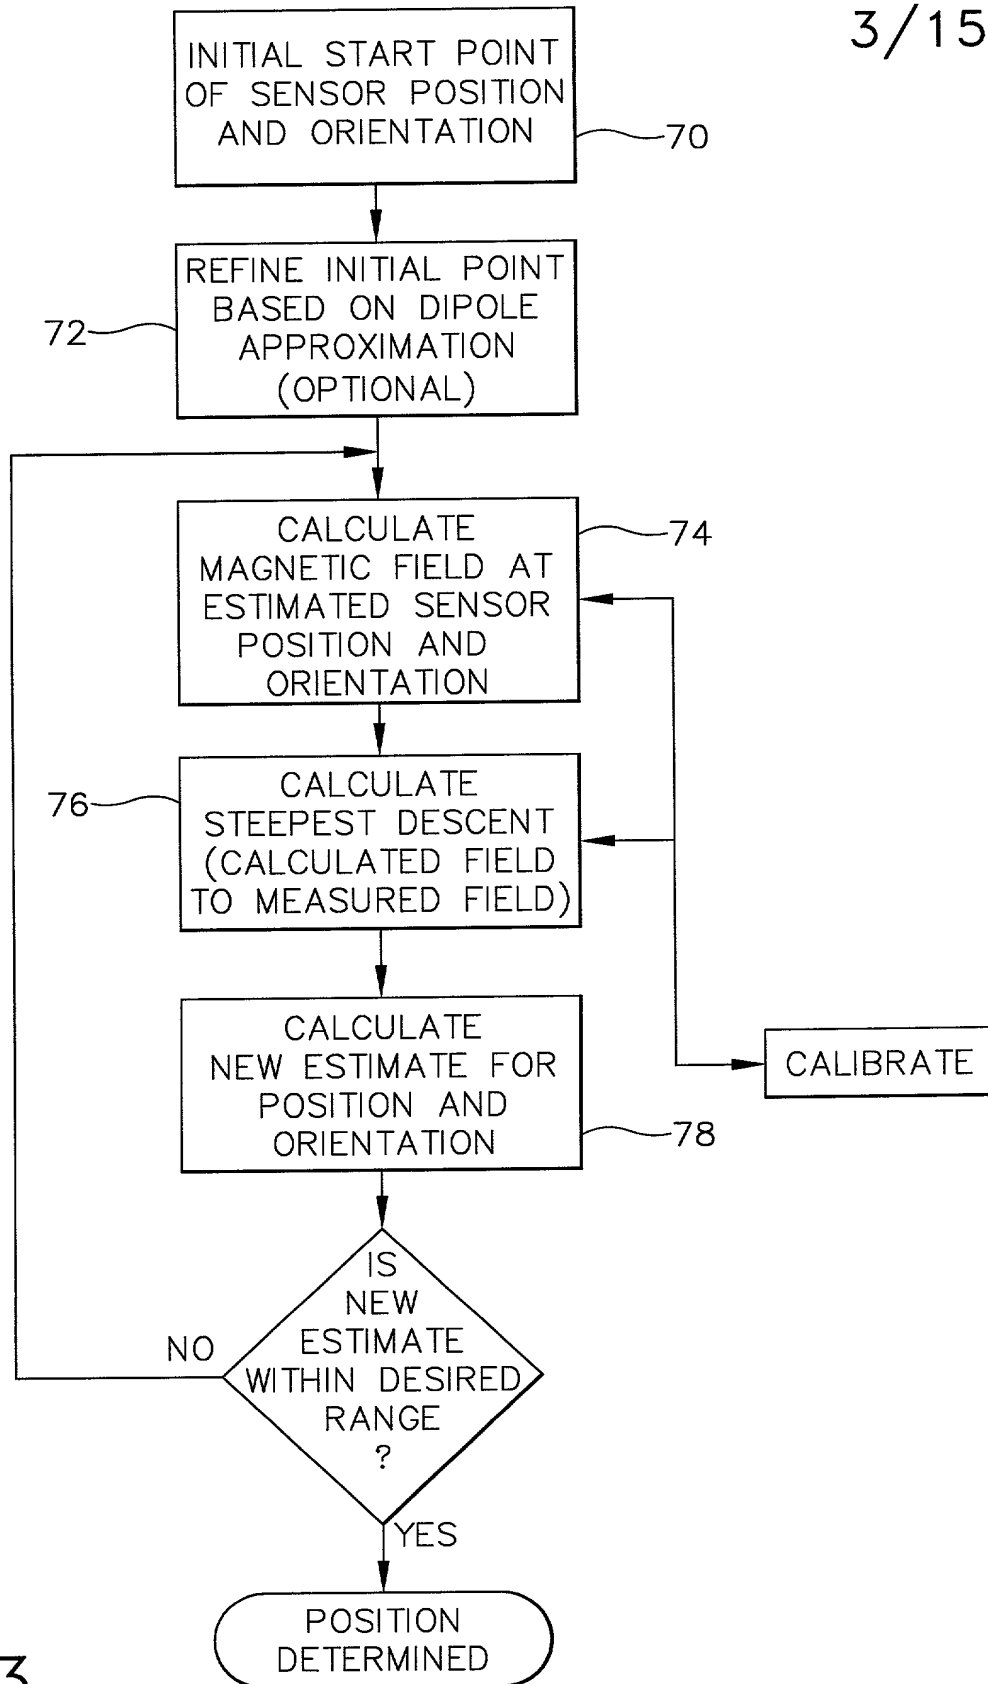 3/15
INITIAL START POINT
OF SENSOR POSITION
AND ORIENTATION
70
REFINE INITIAL POINT
BASED ON DIPOLE
APPROXIMATION
(OPTIONAL)
72
CALCULATE
MAGNETIC FIELD AT
ESTIMATED SENSOR
POSITION AND
ORIENTATION
74
CALCULATE
STEEPEST DESCENT
(CALCULATED FIELD
TO MEASURED FIELD)
76
CALCULATE
NEW ESTIMATE FOR
POSITION AND
ORIENTATION
78
CALIBRATE
IS
NEW
ESTIMATE
WITHIN DESIRED
RANGE
?
NO
YES
POSITION
DETERMINED
3